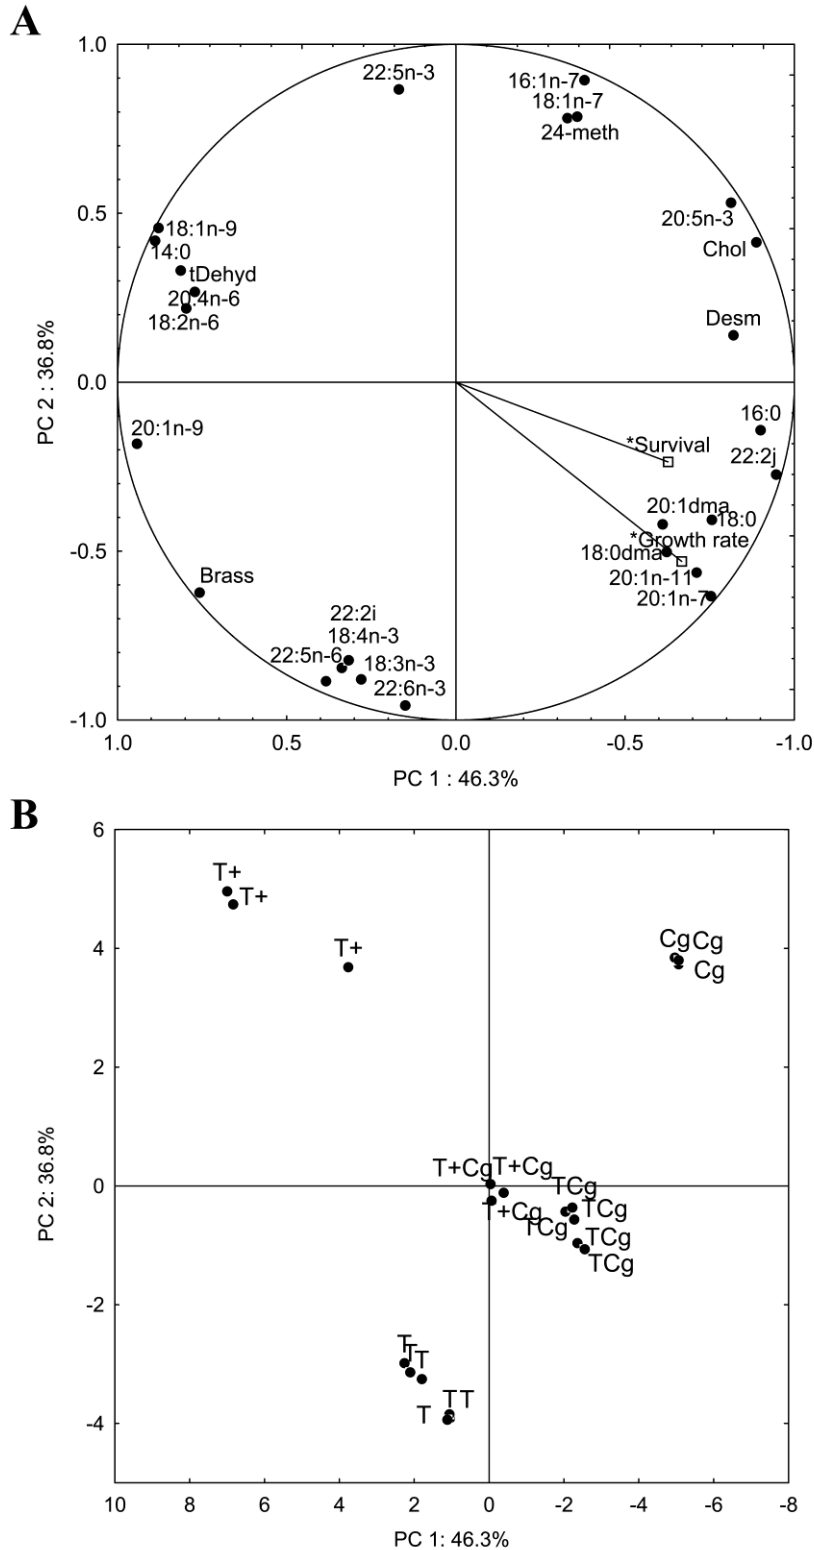 A
1.0
22:5n-3
16:1n-7
18:1n-7
24-meth
0.5
20:5n-3
18:1n-9
Chol
14:0
tDehyd
20:4n-6
18:2n-6
Desm
PC 2 : 36.8%
0.0
20:1n-9
16:0
*Survival
22:2j
20:1dma
18:0
-0.5
*Growth rate
18:0dma
20:1n-11
Brass
20:1n-7
22:2i
18:4n-3
22:5n-6
18:3n-3
22:6n-3
-1.0
1.0 0.5 0.0 -0.5 -1.0
PC 1 : 46.3%
B
6
T+
T+
T+
Cg Cg
4
Cg
2
T+Cg T+Cg
0
TCg
T+Cg TCg
TCg
TCg
TCg
PC 2: 36.8%
-2
T
T
T
T T
T
-4
10 8 6 4 2 0 -2 -4 -6 -8
PC 1: 46.3%